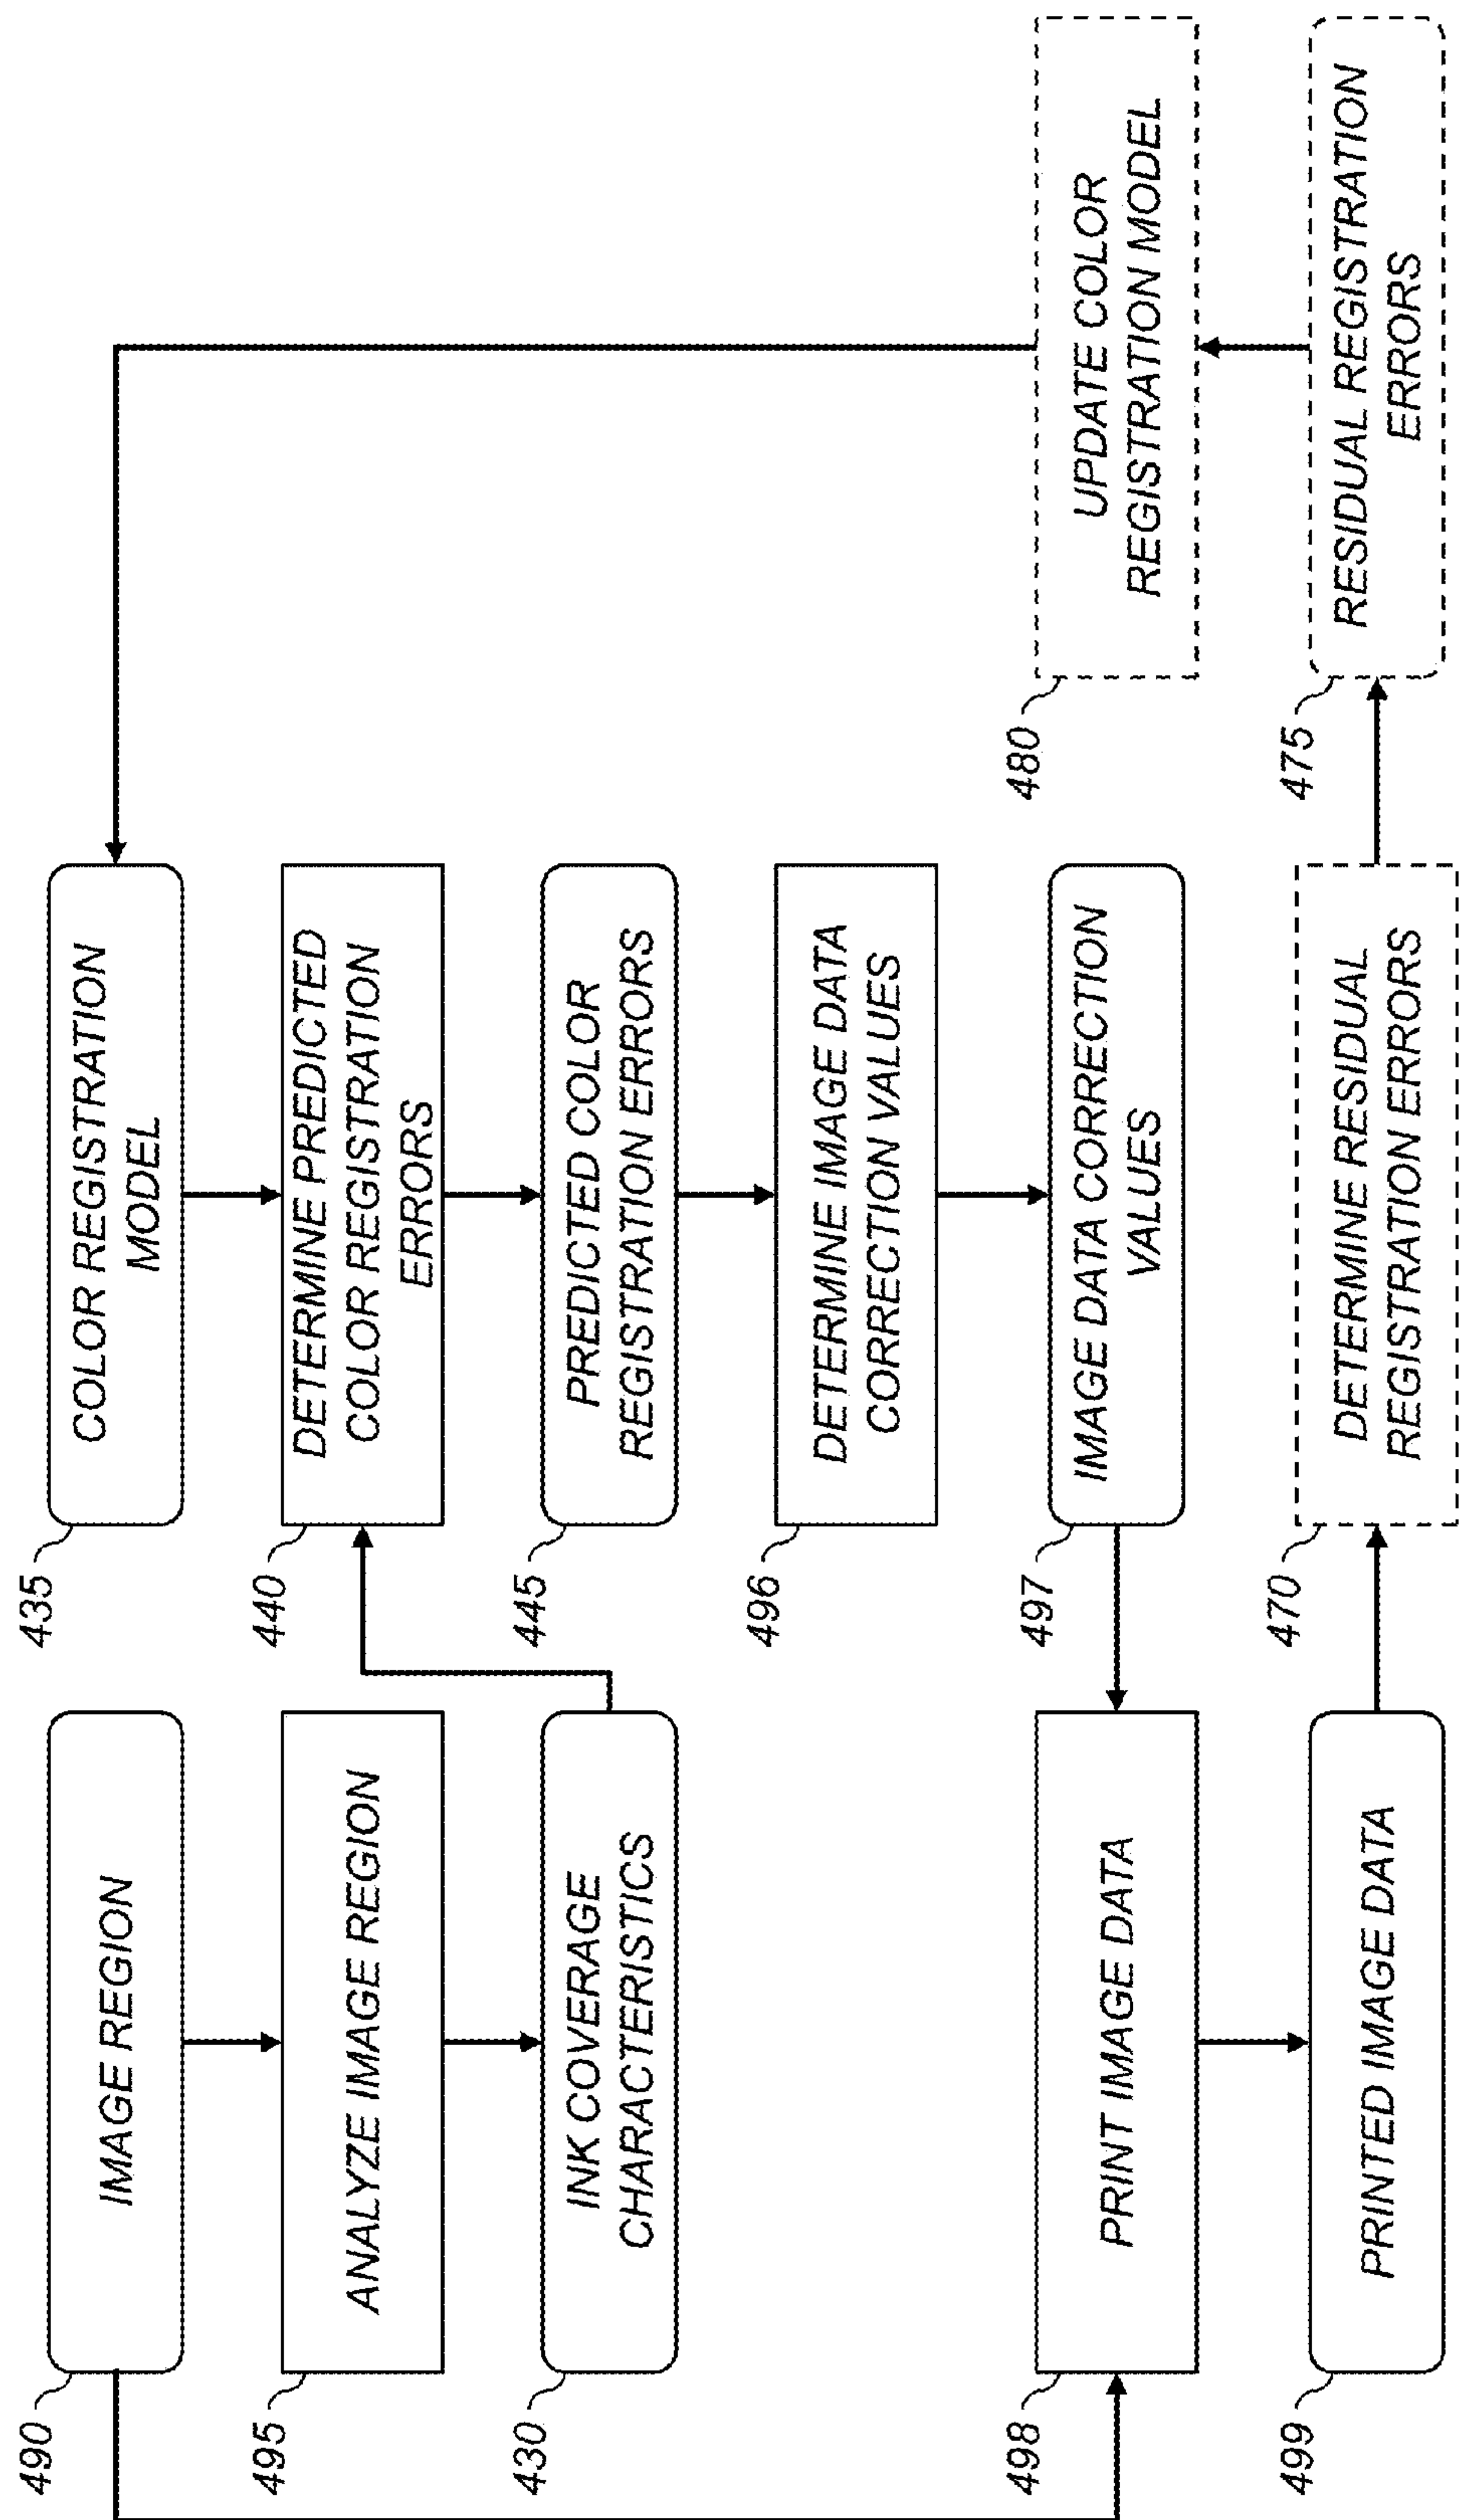 490
IMAGE REGION
495
ANALYZE IMAGE REGION
430
INK COVERAGE
CHARACTERISTICS
498
PRINT IMAGE DATA
499
PRINTED IMAGE DATA
435
COLOR REGISTRATION
MODEL
440
DETERMINE PREDICTED
COLOR REGISTRATION
ERRORS
445
PREDICTED COLOR
REGISTRATION ERRORS
496
DETERMINE IMAGE DATA
CORRECTION VALUES
497
IMAGE DATA CORRECTION
VALUES
470
DETERMINE RESIDUAL
REGISTRATION ERRORS
480
UPDATE COLOR
REGISTRATION MODEL
475
RESIDUAL REGISTRATION
ERRORS